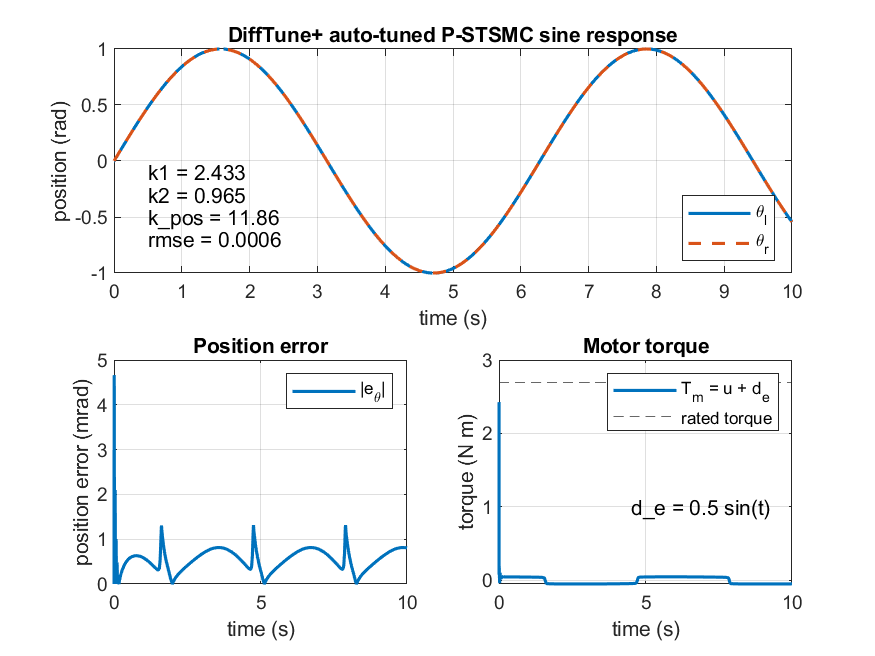 DiffTune+ auto-tuned P-STSMC sine response
1
0.5
0
-0.5
-1
position (rad)
k1 = 2.433
k2 = 0.965
k_pos = 11.86
rmse = 0.0006
θl
θr
0 1 2 3 4 5 6 7 8 9 10
time (s)
Position error
5
4
3
2
1
0
position error (mrad)
|eθ|
0 5 10
time (s)
Motor torque
3
2
1
0
torque (N m)
Tm = u + de
rated torque
d_e = 0.5 sin(t)
0 5 10
time (s)